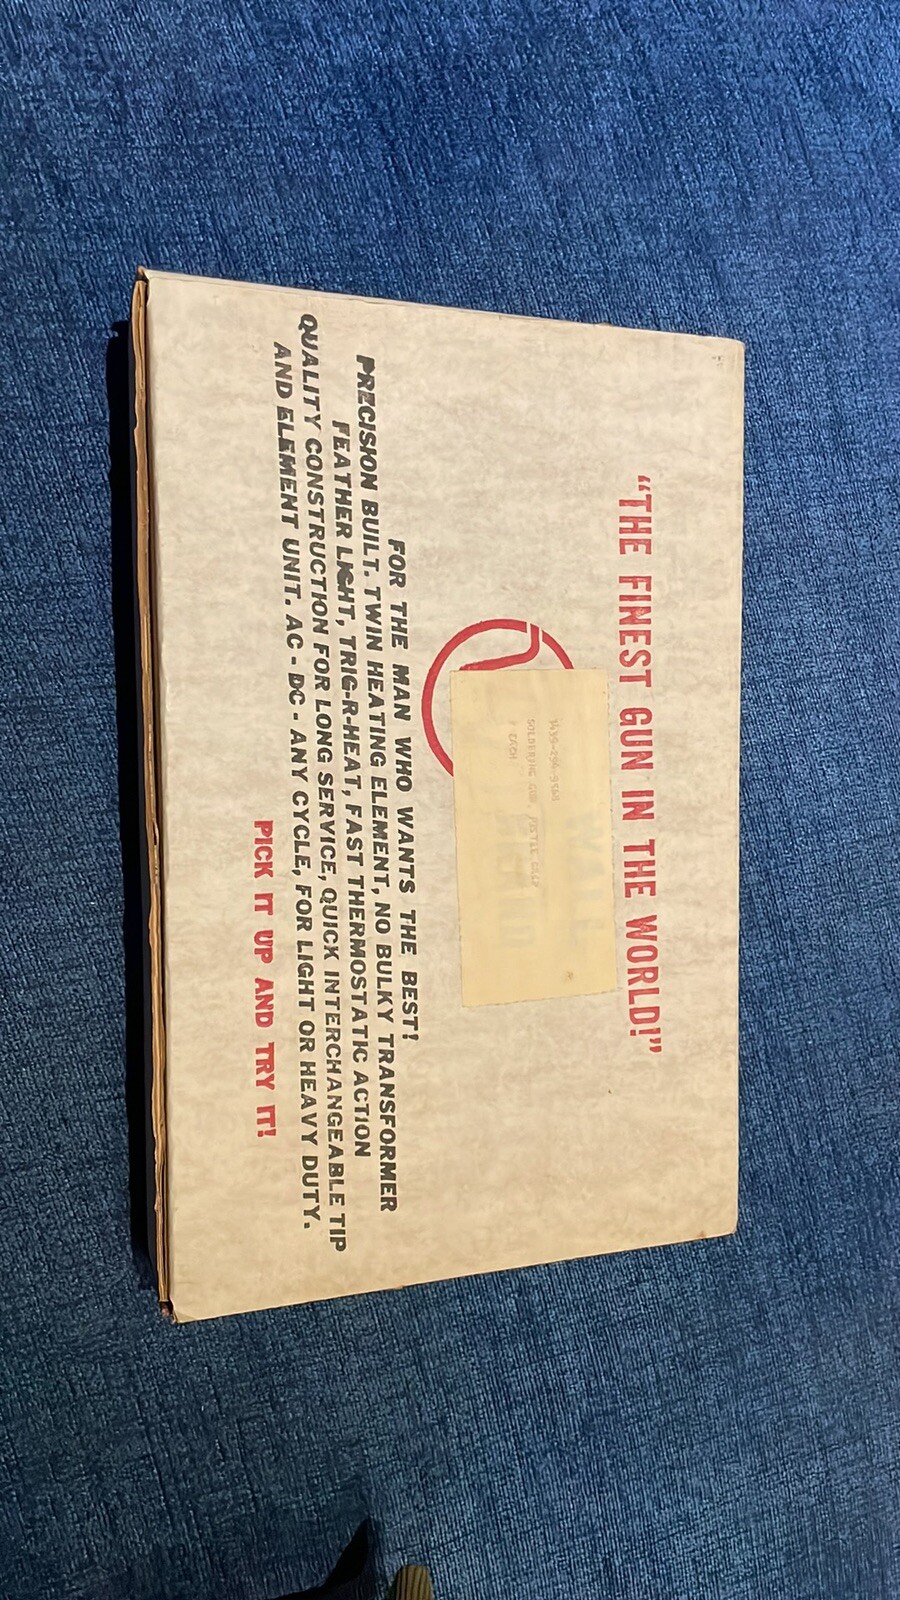 "THE FINEST GUN IN THE WORLD!"
SOLDERING GUN,
EACH
FOR THE MAN WHO WANTS THE BEST!
PRECISION BUILT. TWIN HEATING ELEMENT, NO BULKY TRANSFORMER
FEATHER LIGHT, TRIG-R-HEAT, FAST THERMOSTATIC ACTION
QUALITY CONSTRUCTION FOR LONG SERVICE, QUICK INTERCHANGEABLE TIP
AND ELEMENT UNIT. AC - DC - ANY CYCLE, FOR LIGHT OR HEAVY DUTY.
PICK IT UP AND TRY IT!